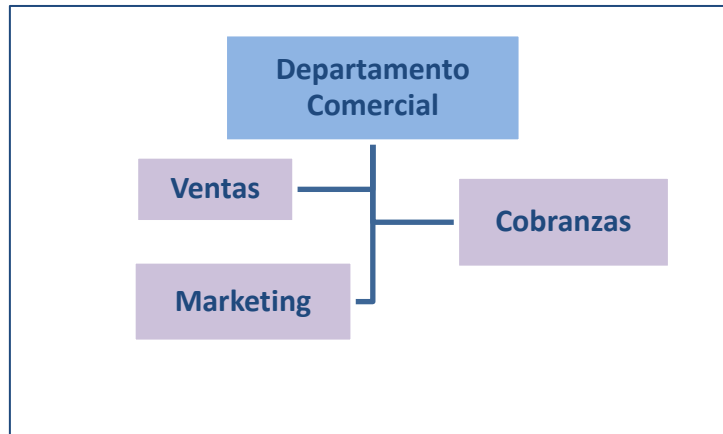 Departamento
Comercial
Ventas
Cobranzas
Marketing